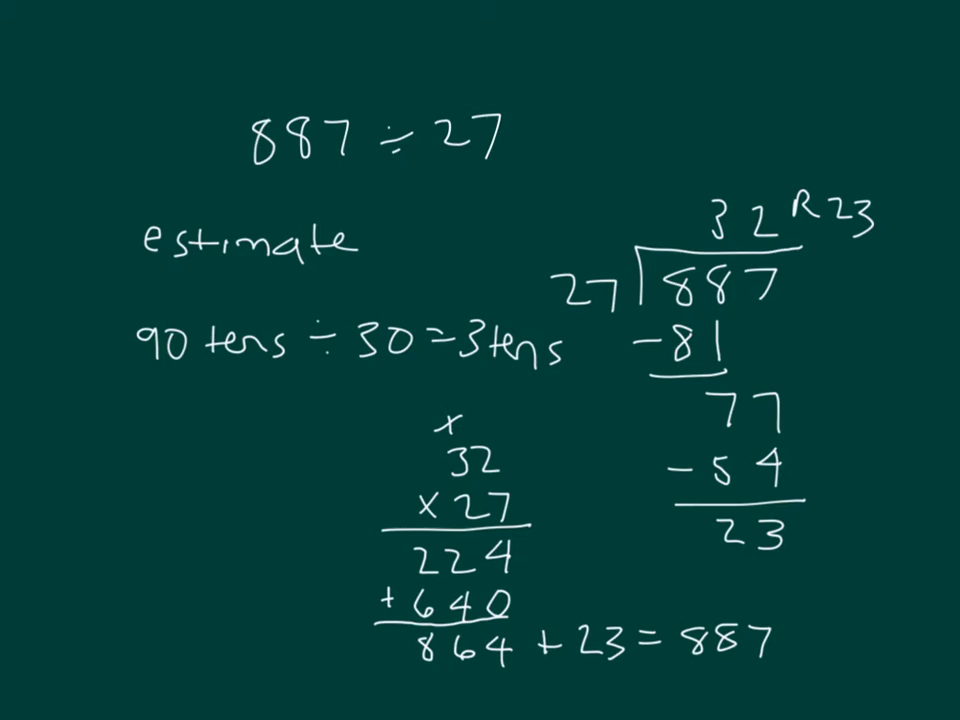 887 ÷ 27
estimate
90 tens ÷ 30 = 3 tens
32 R 23
27 887
-81
77
-54
23
x
32
x 27
224
+ 640
864 + 23 = 887